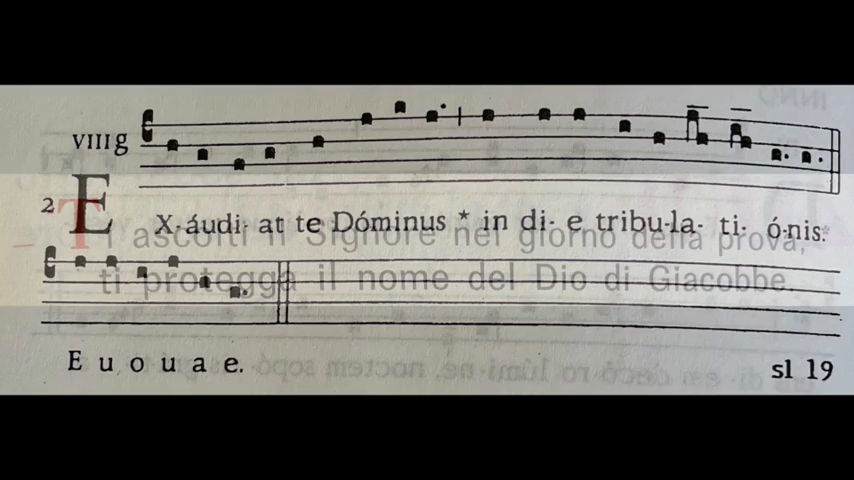 VIII g
2 EX-áudi- at te Dóminus * in di- e tribu-la- ti- ó-nis.
Ti ascolti il Signore nel giorno della prova,
ti protegga il nome del Dio di Giacobbe.
E u o u a e. sl 19